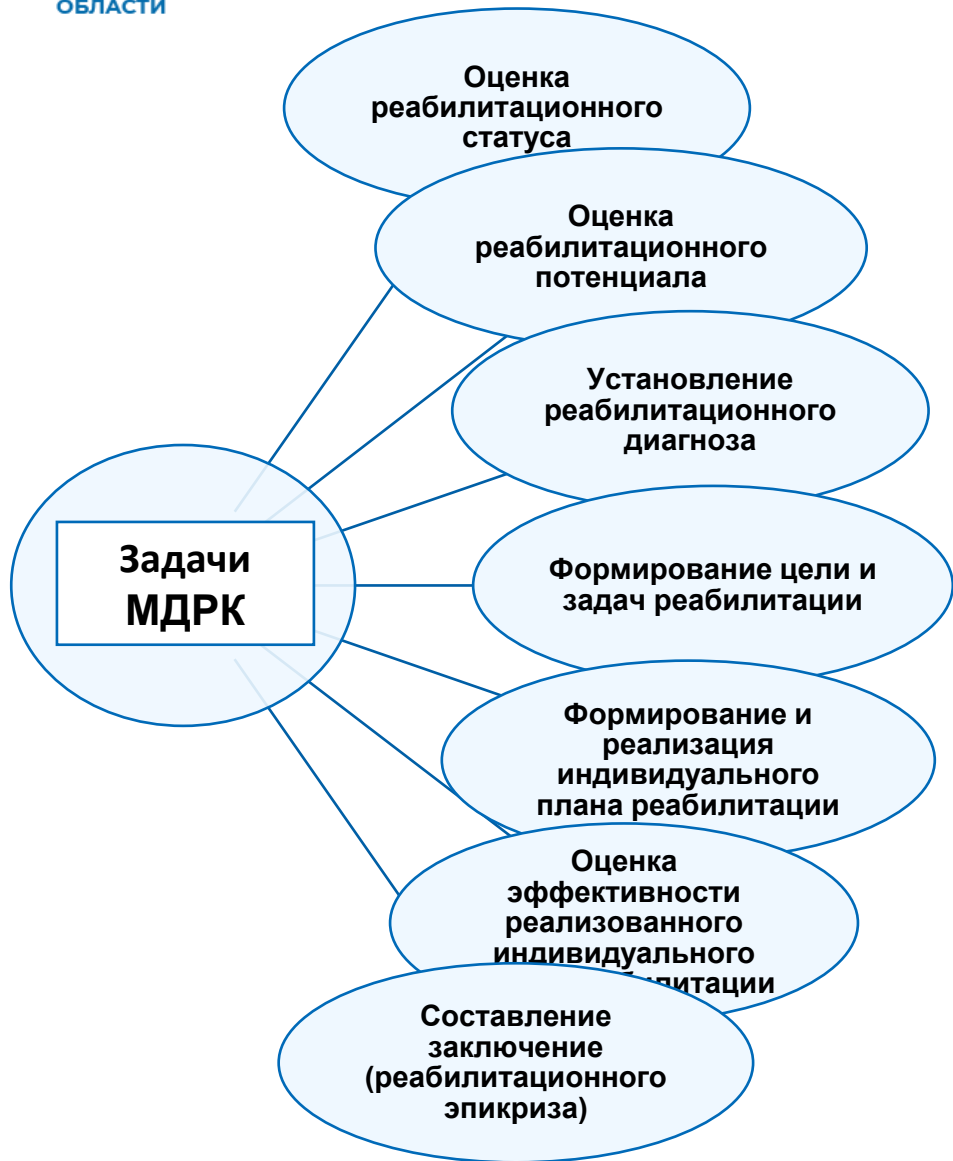 ОБЛАСТИ
Оценка
реабилитационного
статуса
Оценка
реабилитационного
потенциала
Установление
реабилитационного
диагноза
Задачи
МДРК
Формирование цели и
задач реабилитации
Формирование и
реализация
индивидуального
плана реабилитации
Оценка
эффективности
реализованного
индивидуального
Составление
заключение
(реабилитационного
эпикриза)